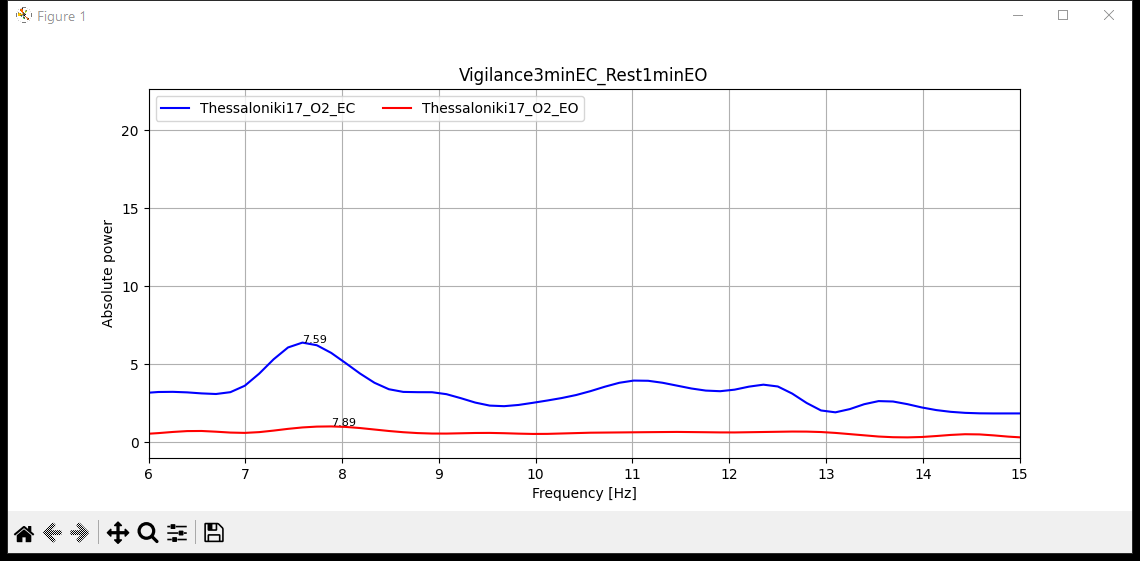 Figure 1
Vigilance3minEC_Rest1minEO
Thessaloniki17_O2_EC Thessaloniki17_O2_EO
20
15
10
5
0
Absolute power
7.59
7.89
6 7 8 9 10 11 12 13 14 15
Frequency [Hz]